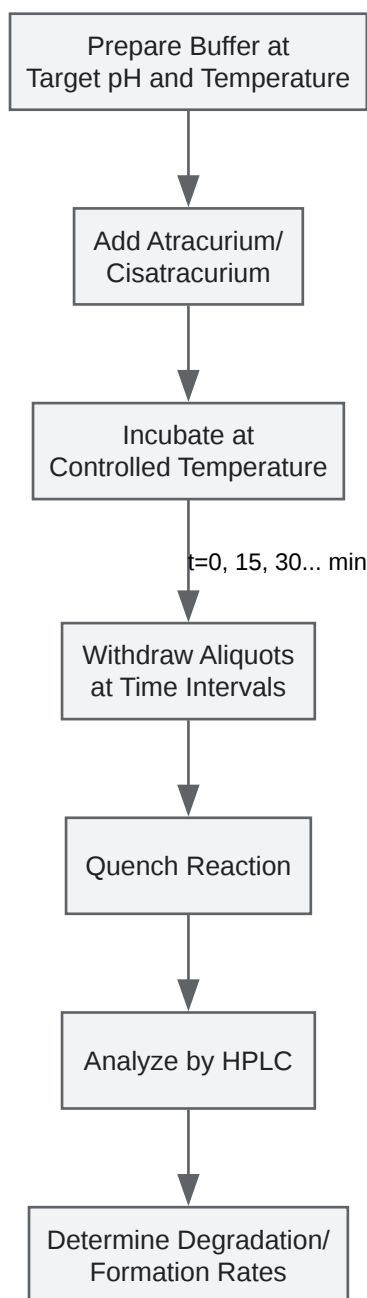 Prepare Buffer at
Target pH and Temperature
Add Atracurium/
Cisatracurium
Incubate at
Controlled Temperature
t=0, 15, 30... min
Withdraw Aliquots
at Time Intervals
Quench Reaction
Analyze by HPLC
Determine Degradation/
Formation Rates